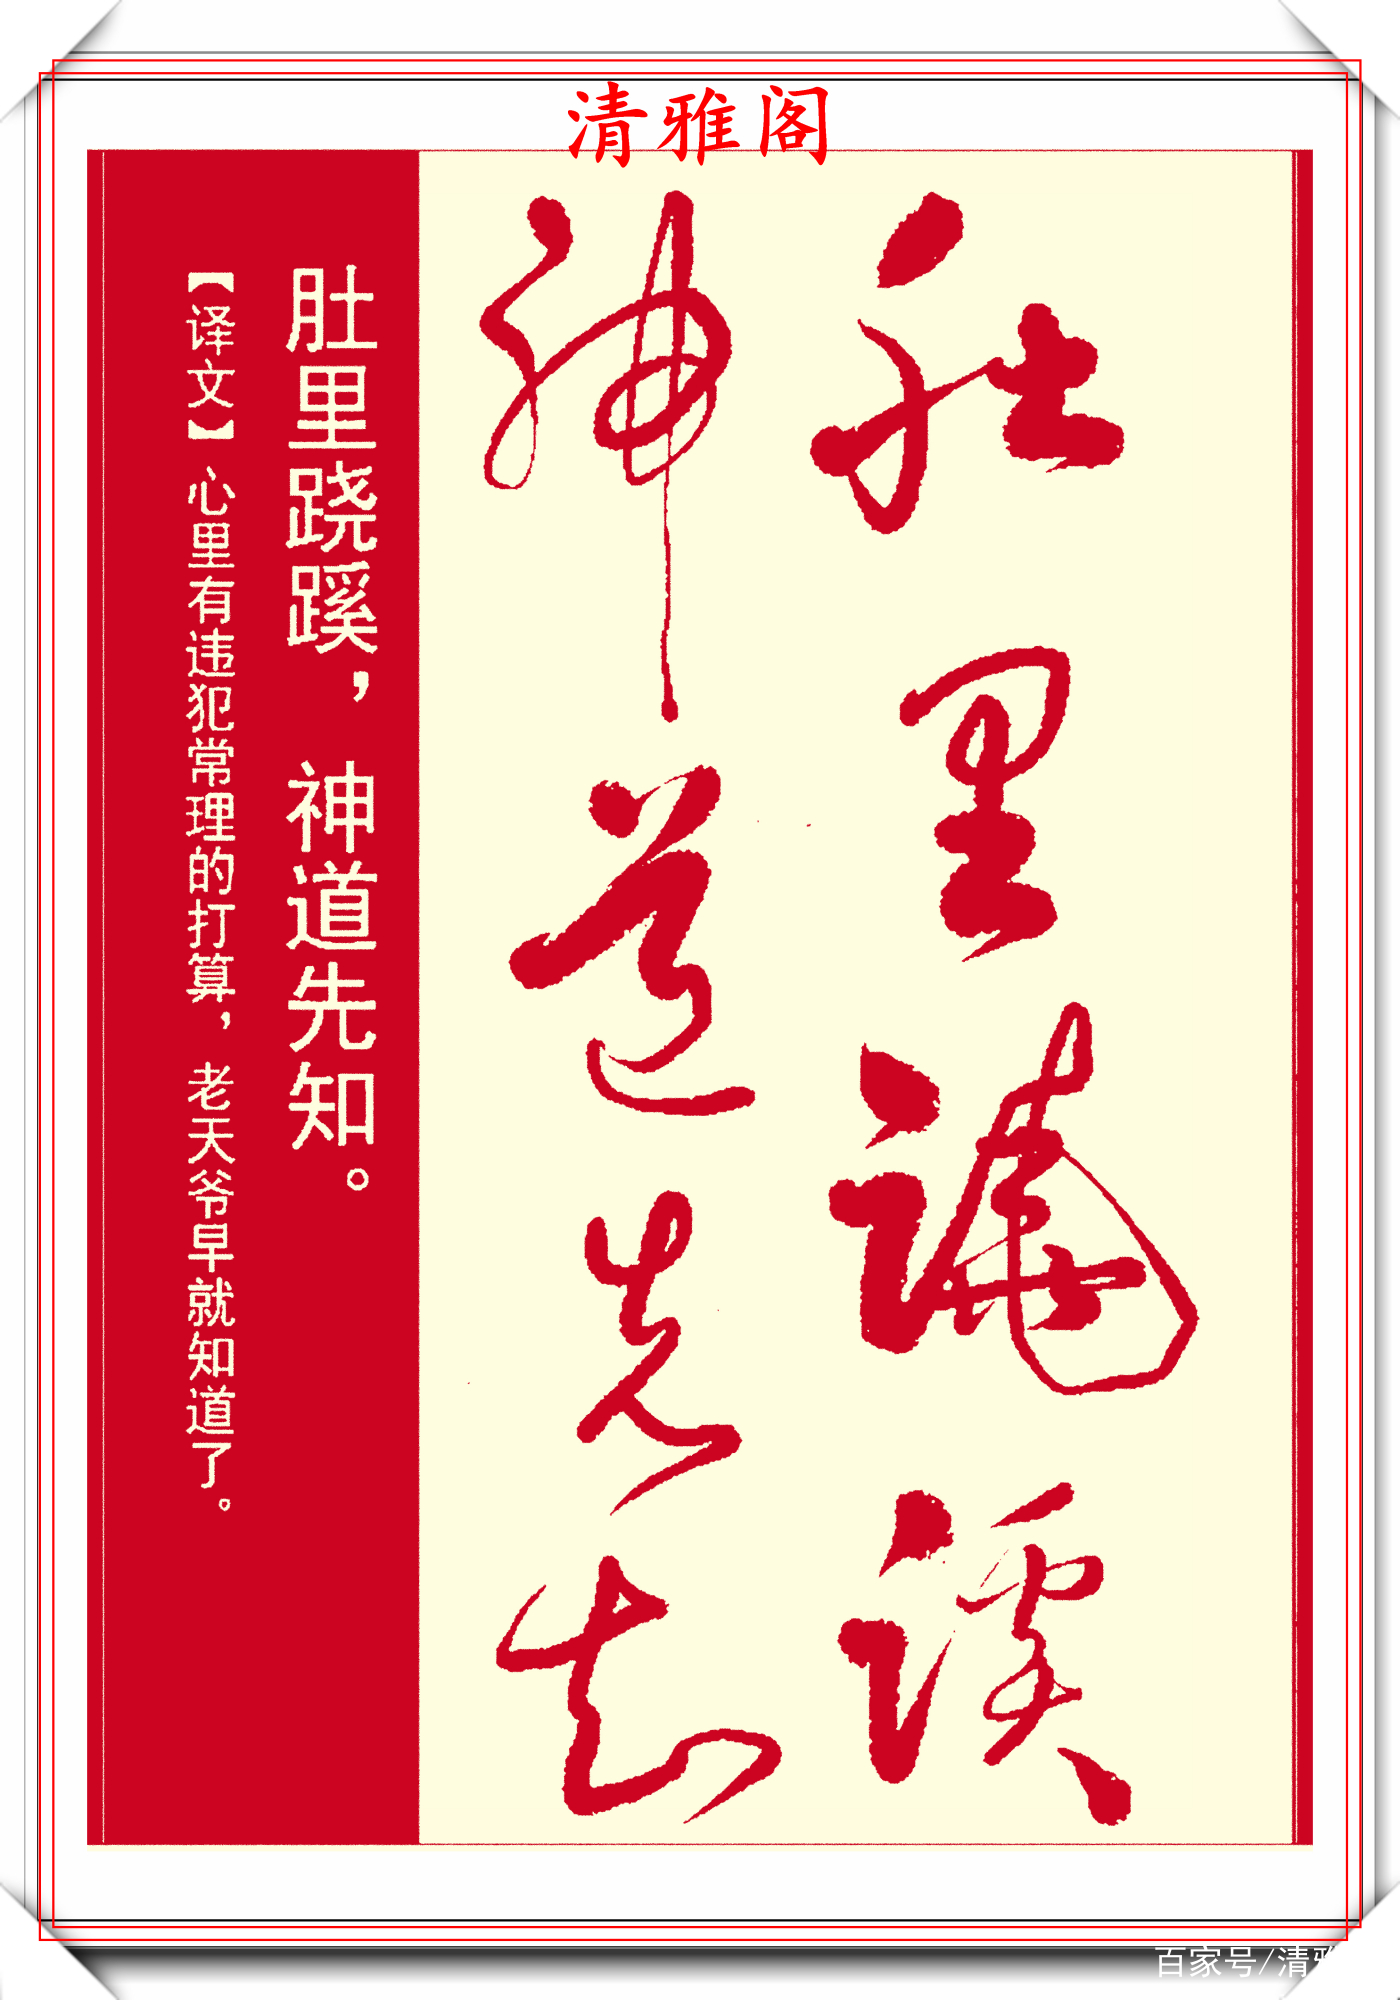 清雅阁
肚里蹺蹊
神道先知
肚里跷蹊，神道先知。
【译文】心里有违犯常理的打算，老天爷早就知道了。
百家号/清雅